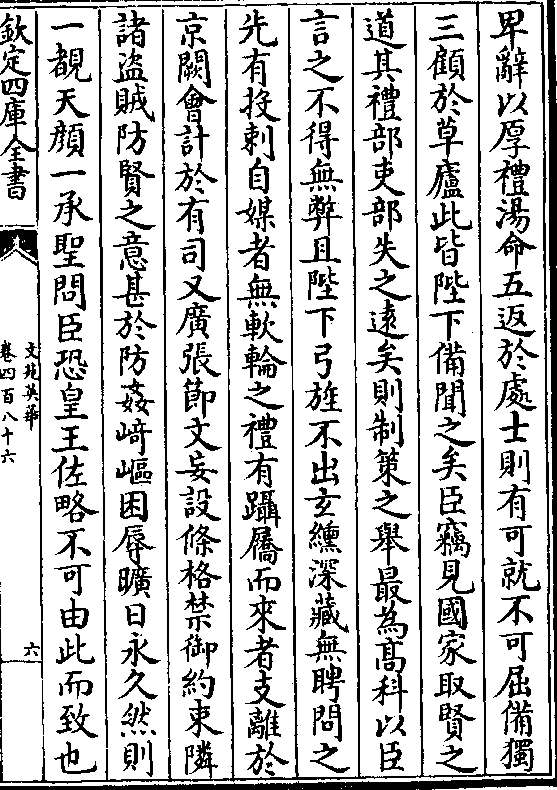 卑辭以厚禮湯命五返於處士則有可就不可屈備獨
三顧於草廬此皆陛下備聞之矣臣竊見國家取賢之
道其禮部吏部失之逺矣則制策之舉最為髙科以臣
言之不得無弊且陛下弓旌不出玄纁深藏無聘問之
先有投刺自媒者無軟輪之禮有躡屩而來者支離於
京闕會計於有司又廣張節文妄設條格禁御約束隣
諸盗賊防賢之意甚於防姦﨑嶇困辱曠日永久然則
一覩天顔一承聖問臣恐皇王佐略不可由此而致也
欽定四庫全書
文苑英華
卷四百八十六
六